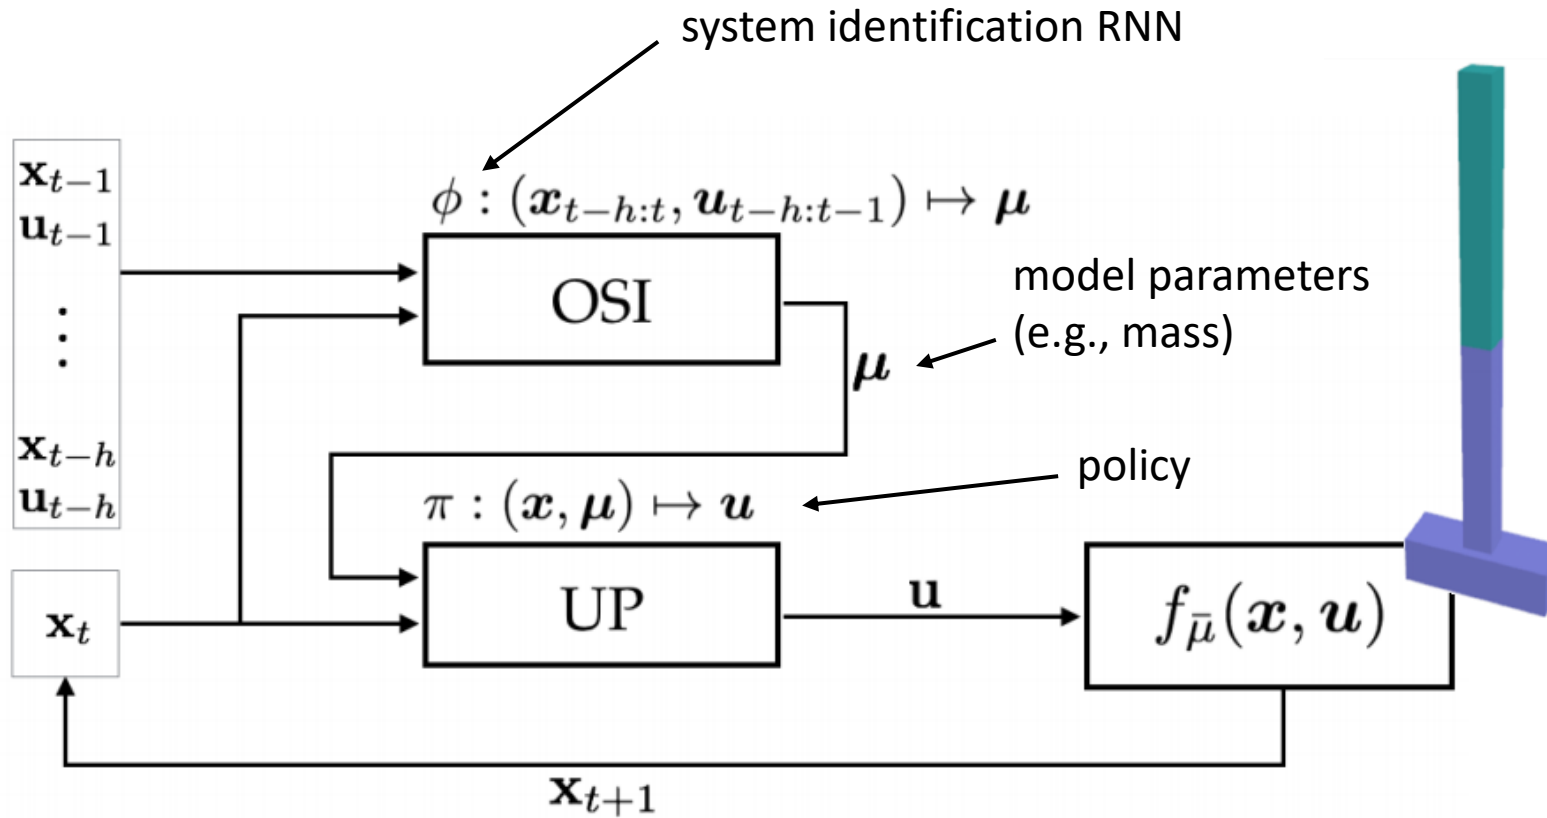 system identification RNN
x_{t−1}
u_{t−1}
⋮
x_{t−h}
u_{t−h}
x_t
ϕ : (x_{t−h:t}, u_{t−h:t−1}) ↦ μ
OSI
model parameters
(e.g., mass)
μ
policy
π : (x, μ) ↦ u
UP
u
f_{μ̄}(x, u)
x_{t+1}